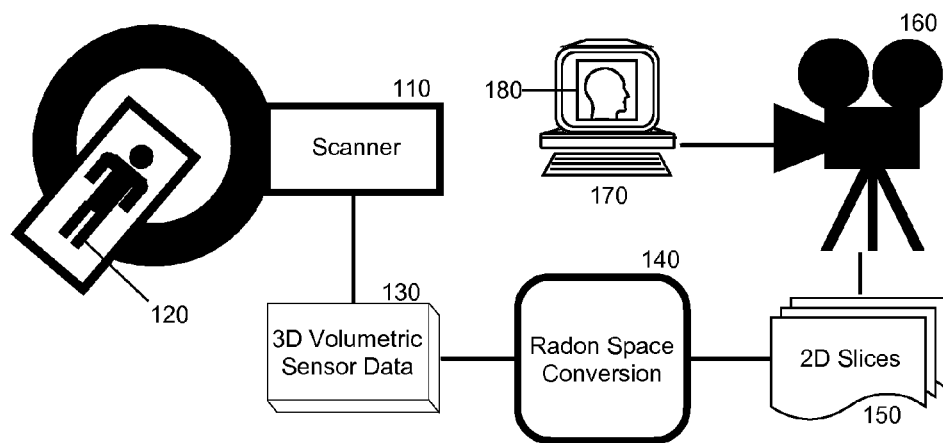 160
110
180
Scanner
170
140
130
120
3D Volumetric
Sensor Data
Radon Space
Conversion
2D Slices
150